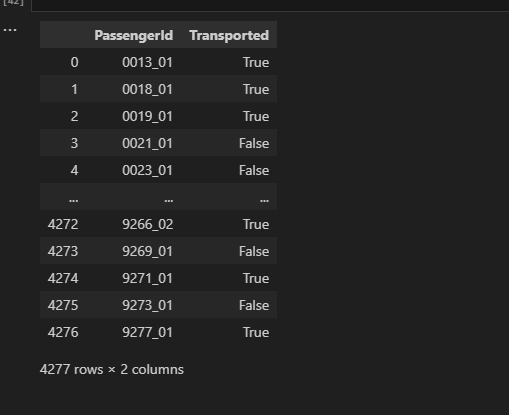 [42]
...
PassengerId Transported
0 0013_01 True
1 0018_01 True
2 0019_01 True
3 0021_01 False
4 0023_01 False
... ... ...
4272 9266_02 True
4273 9269_01 False
4274 9271_01 True
4275 9273_01 False
4276 9277_01 True
4277 rows × 2 columns